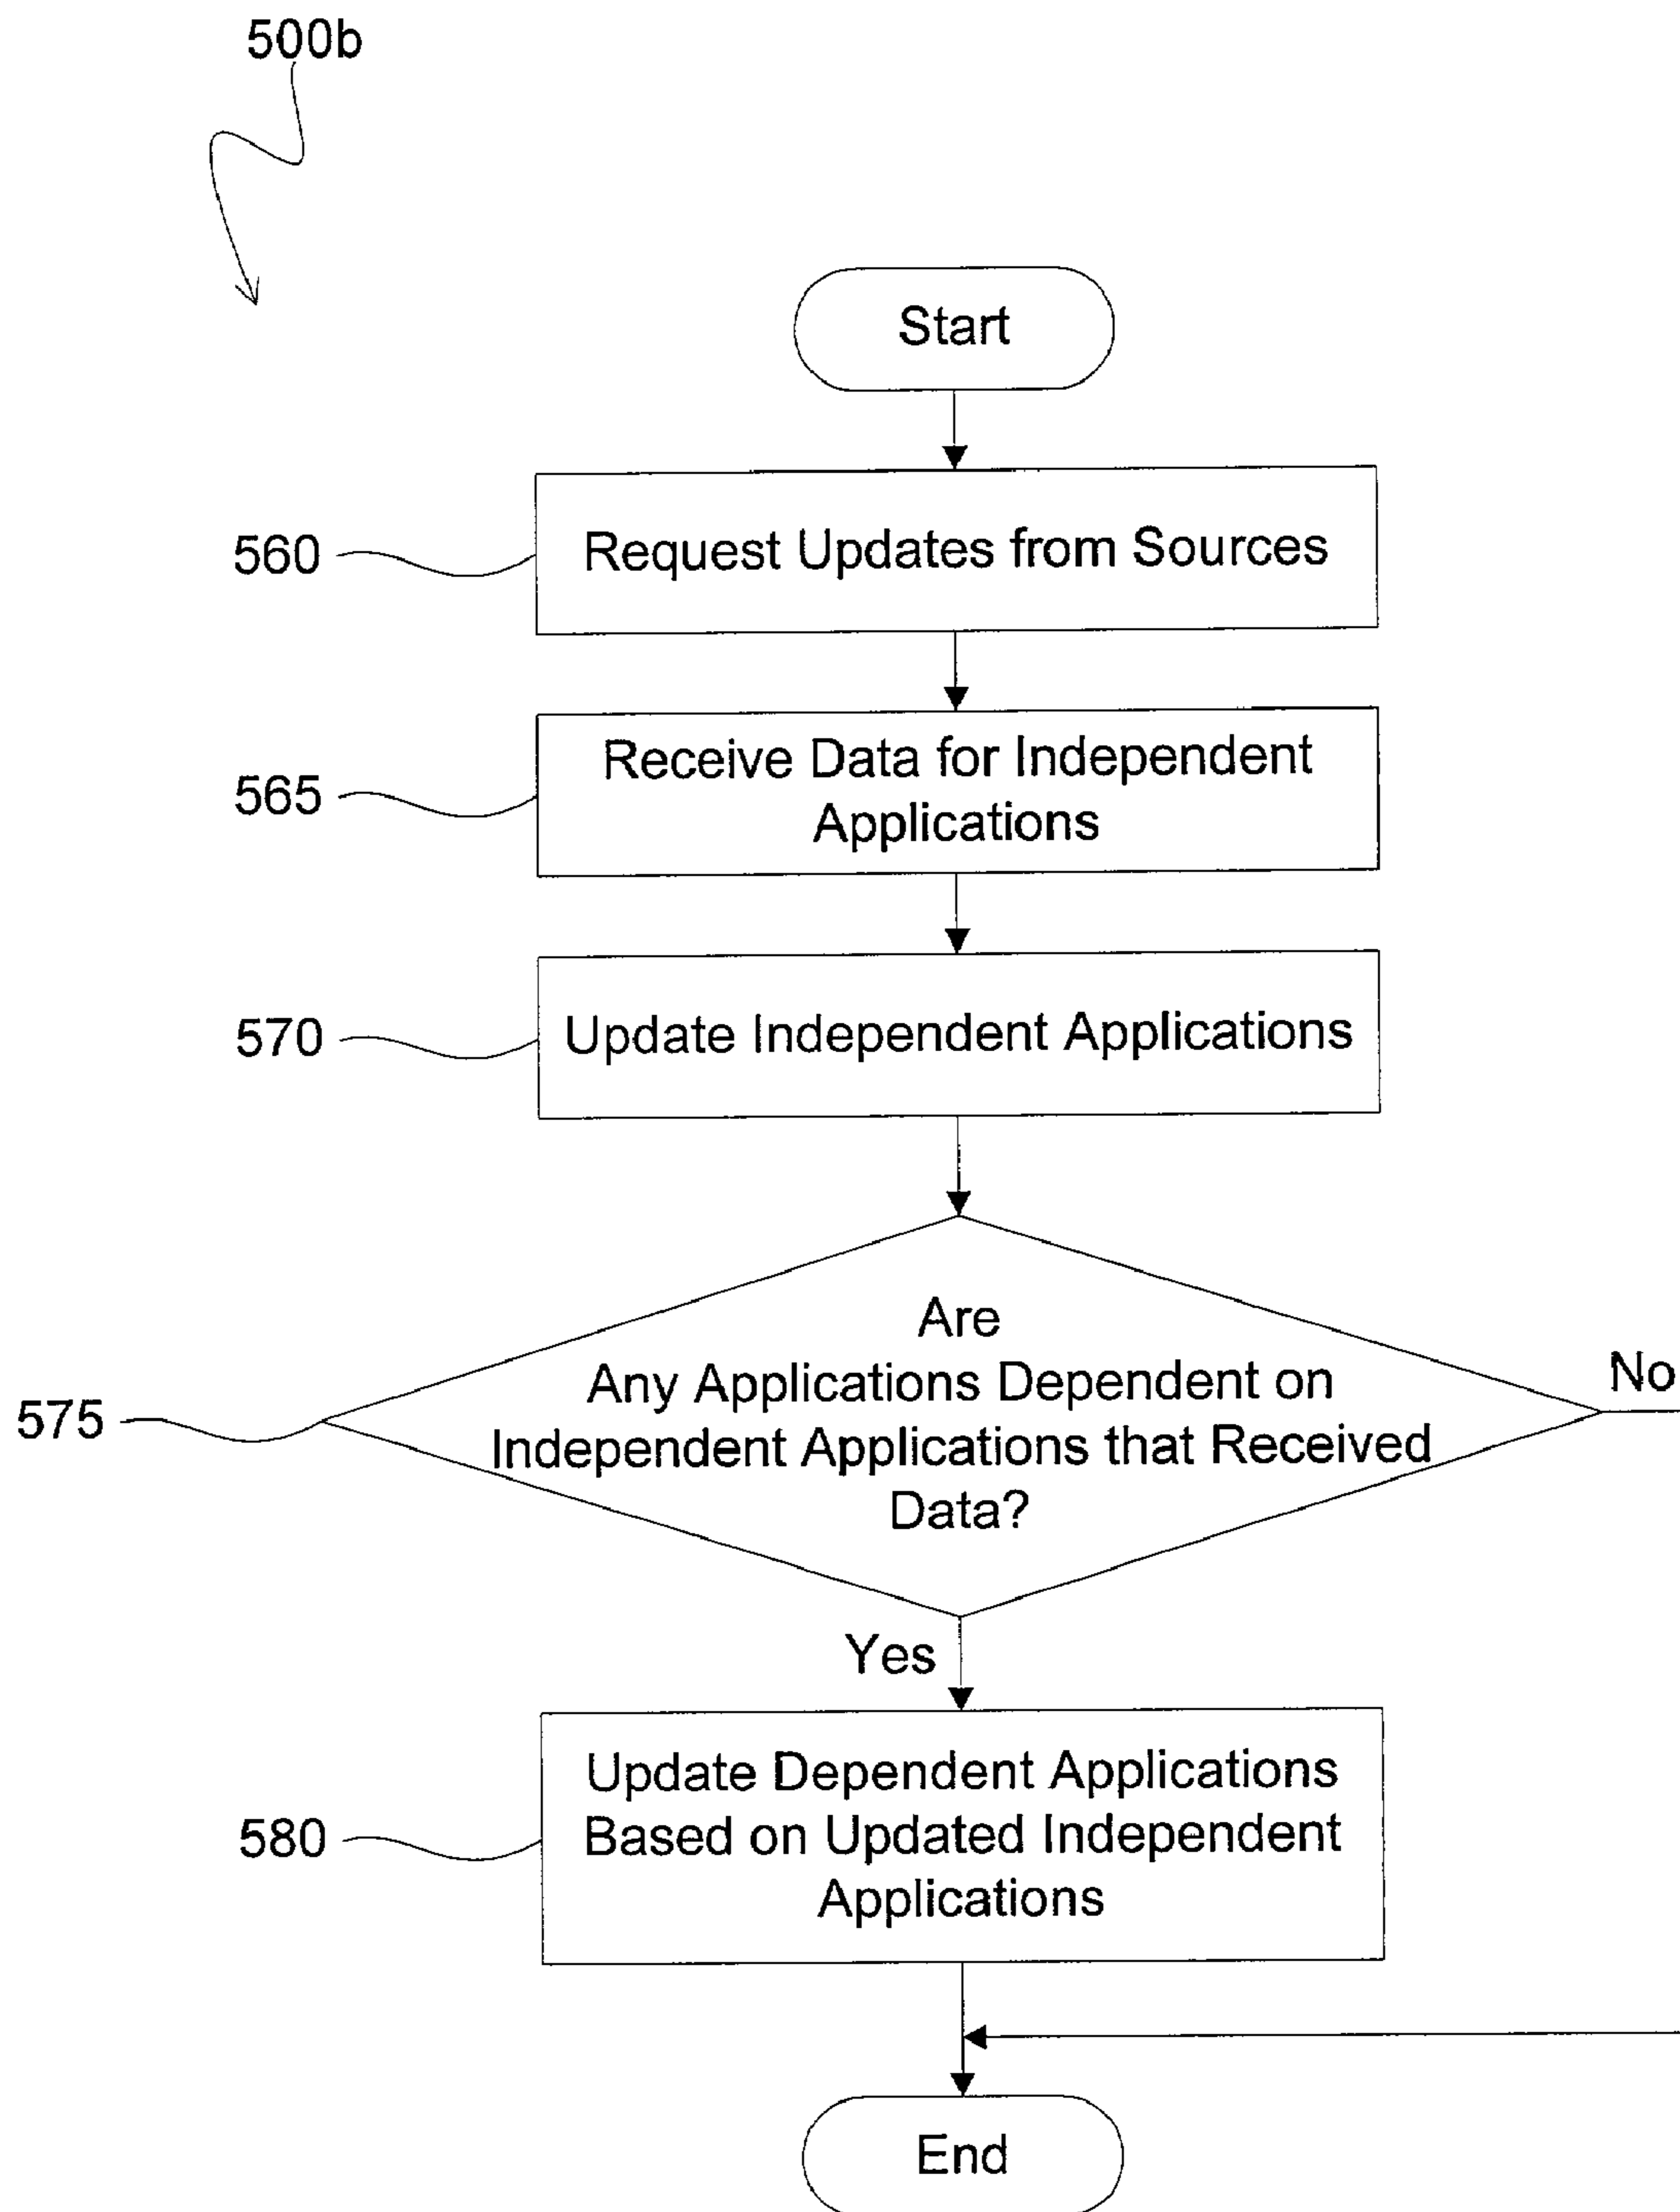 500b
Start
560
Request Updates from Sources
565
Receive Data for Independent
Applications
570
Update Independent Applications
575
Are
Any Applications Dependent on
Independent Applications that Received
Data?
No
Yes
580
Update Dependent Applications
Based on Updated Independent
Applications
End